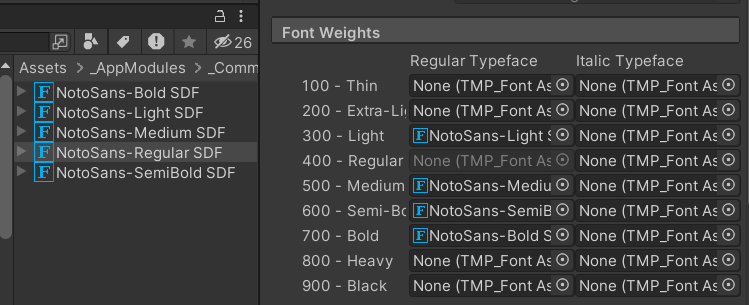 26
Assets > _AppModules > _Comm
NotoSans-Bold SDF
NotoSans-Light SDF
NotoSans-Medium SDF
NotoSans-Regular SDF
NotoSans-SemiBold SDF
Font Weights
Regular Typeface Italic Typeface
100 - Thin None (TMP_Font As None (TMP_Font As
200 - Extra-Li None (TMP_Font As None (TMP_Font As
300 - Light NotoSans-Light S None (TMP_Font As
400 - Regular None (TMP_Font As None (TMP_Font As
500 - Medium NotoSans-Mediu None (TMP_Font As
600 - Semi-Bo NotoSans-SemiB None (TMP_Font As
700 - Bold NotoSans-Bold S None (TMP_Font As
800 - Heavy None (TMP_Font As None (TMP_Font As
900 - Black None (TMP_Font As None (TMP_Font As